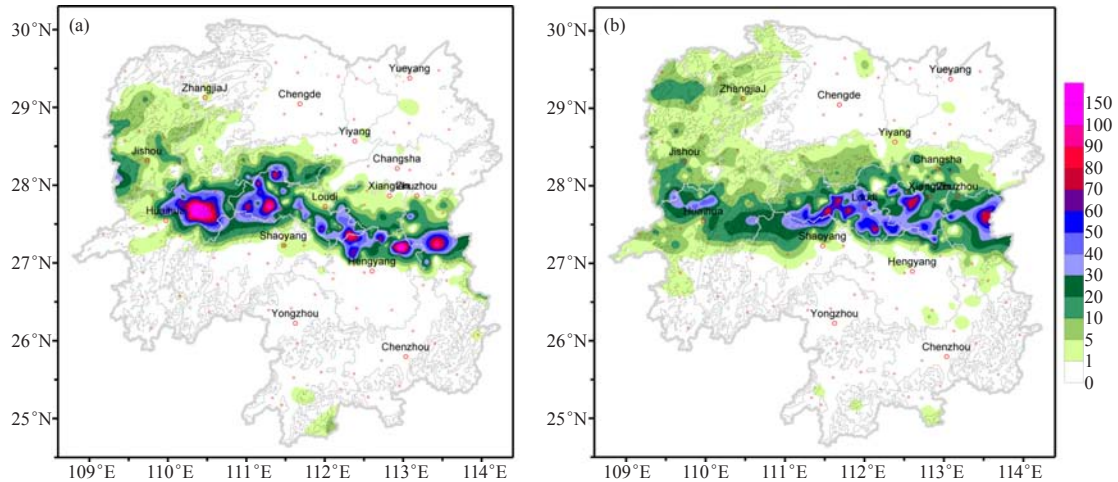 (a)
30°N
29°N
28°N
27°N
26°N
25°N
109°E 110°E 111°E 112°E 113°E 114°E
Yueyang
ZhangjiaJ
Chengde
Yiyang
Jishou
Changsha
Loudi
Shaoyang
Hengyang
Yongzhou
Chenzhou
(b)
30°N
29°N
28°N
27°N
26°N
25°N
109°E 110°E 111°E 112°E 113°E 114°E
Yueyang
ZhangjiaJ
Chengde
Yiyang
Jishou
Changsha
Loudi
Huaihua
Shaoyang
Hengyang
Yongzhou
Chenzhou
150
100
90
80
70
60
50
40
30
20
10
5
1
0